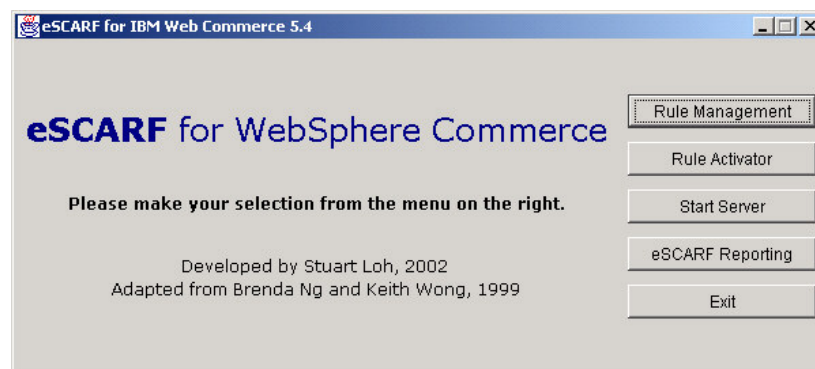 eSCARF for IBM Web Commerce 5.4
eSCARF for WebSphere Commerce
Please make your selection from the menu on the right.
Developed by Stuart Loh, 2002
Adapted from Brenda Ng and Keith Wong, 1999
Rule Management
Rule Activator
Start Server
eSCARF Reporting
Exit